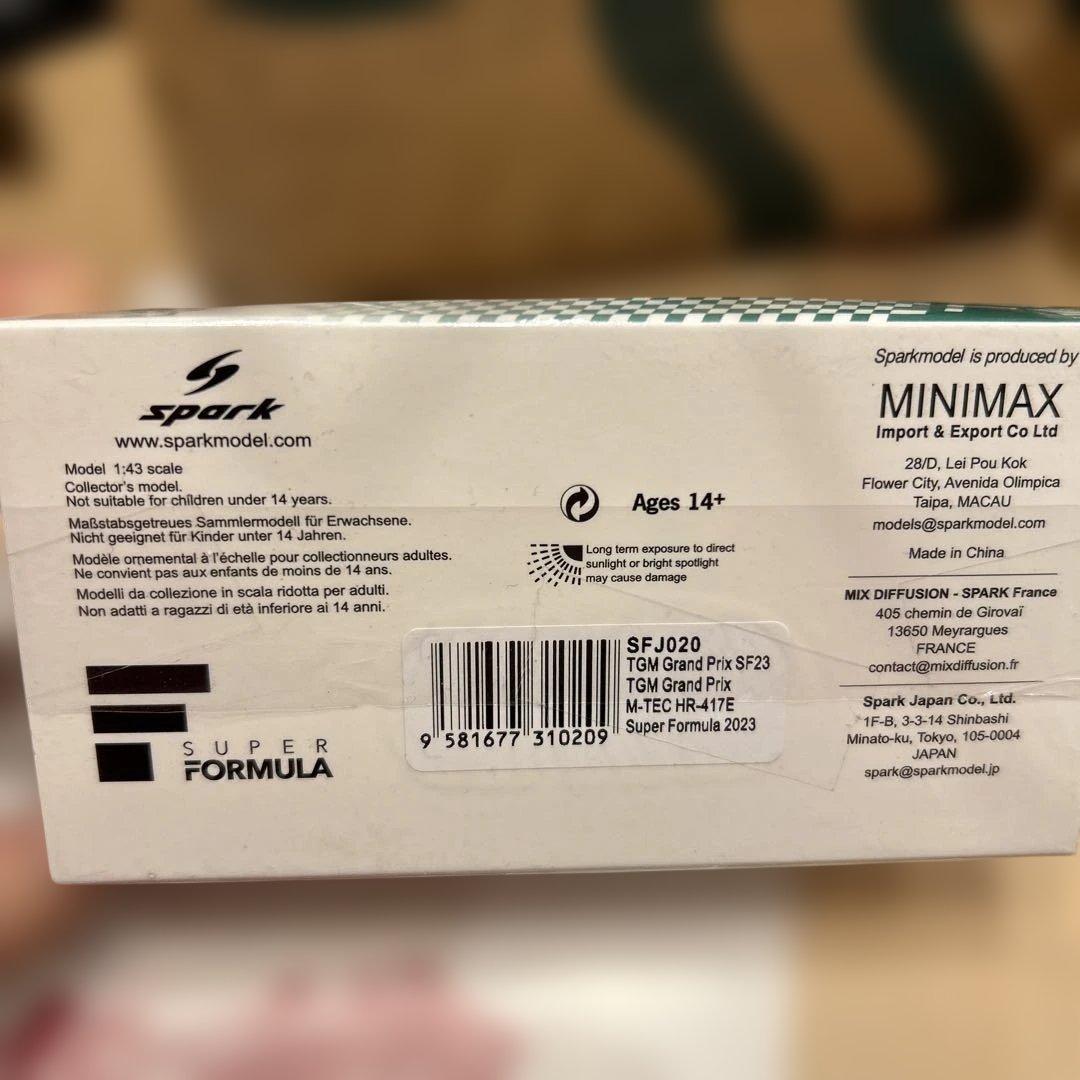 spark
www.sparkmodel.com
Model 1:43 scale
Collector's model.
Not suitable for children under 14 years.
Maßstabsgetreues Sammlermodell für Erwachsene.
Nicht geeignet für Kinder unter 14 Jahren.
Modèle ornemental à l'échelle pour collectionneurs adultes.
Ne convient pas aux enfants de moins de 14 ans.
Modelli da collezione in scala ridotta per adulti.
Non adatti a ragazzi di età inferiore ai 14 anni.
SUPER
FORMULA
Ages 14+
Long term exposure to direct
sunlight or bright spotlight
may cause damage
SFJ020
TGM Grand Prix SF23
TGM Grand Prix
M-TEC HR-417E
Super Formula 2023
9 581677 310209
Sparkmodel is produced by
MINIMAX
Import & Export Co Ltd
28/D, Lei Pou Kok
Flower City, Avenida Olimpica
Taipa, MACAU
models@sparkmodel.com
Made in China
MIX DIFFUSION - SPARK France
405 chemin de Girovaï
13650 Meyrargues
FRANCE
contact@mixdiffusion.fr
Spark Japan Co., Ltd.
1F-B, 3-3-14 Shinbashi
Minato-ku, Tokyo, 105-0004
JAPAN
spark@sparkmodel.jp